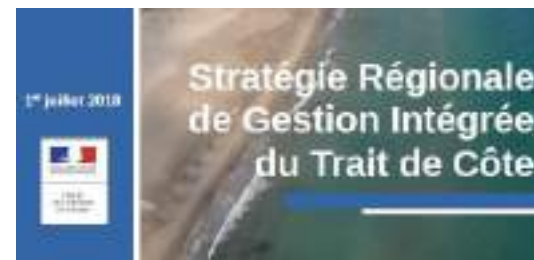 1er juillet 2018
Stratégie Régionale
de Gestion Intégrée
du Trait de Côte